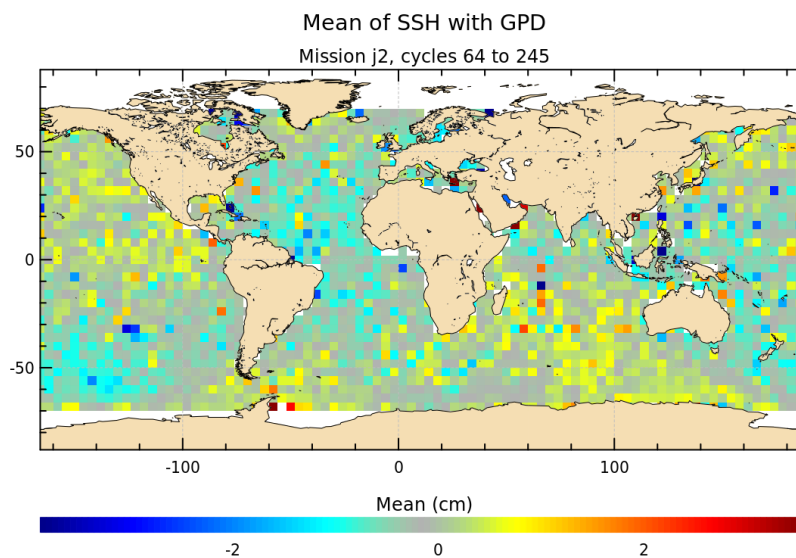 Mean of SSH with GPD
Mission j2, cycles 64 to 245
50
0
-50
-100 0 100
Mean (cm)
-2 0 2